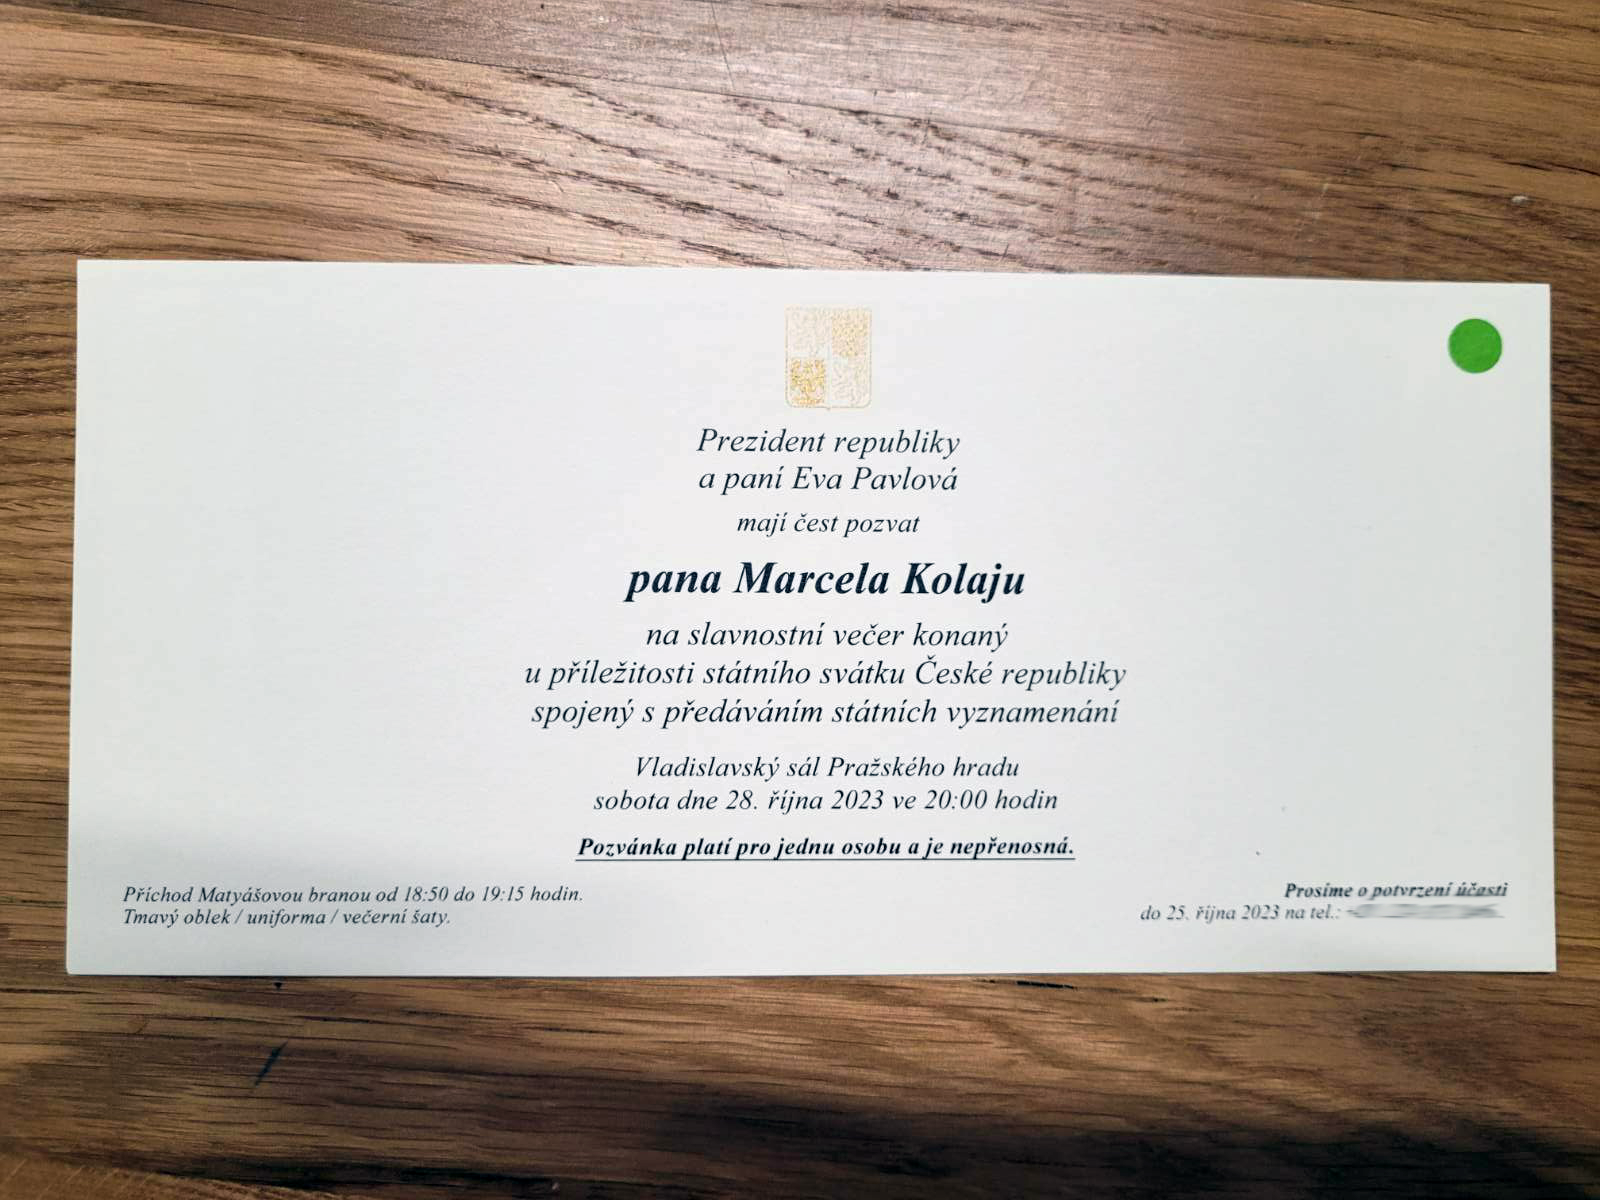 Prezident republiky
a paní Eva Pavlová
mají čest pozvat
pana Marcela Kolaju
na slavnostní večer konaný
u příležitosti státního svátku České republiky
spojený s předáváním státních vyznamenání
Vladislavský sál Pražského hradu
sobota dne 28. října 2023 ve 20:00 hodin
Pozvánka platí pro jednu osobu a je nepřenosná.
Příchod Matyášovou branou od 18:50 do 19:15 hodin.
Tmavý oblek / uniforma / večerní šaty.
Prosíme o potvrzení účasti
do 25. října 2023 na tel.: